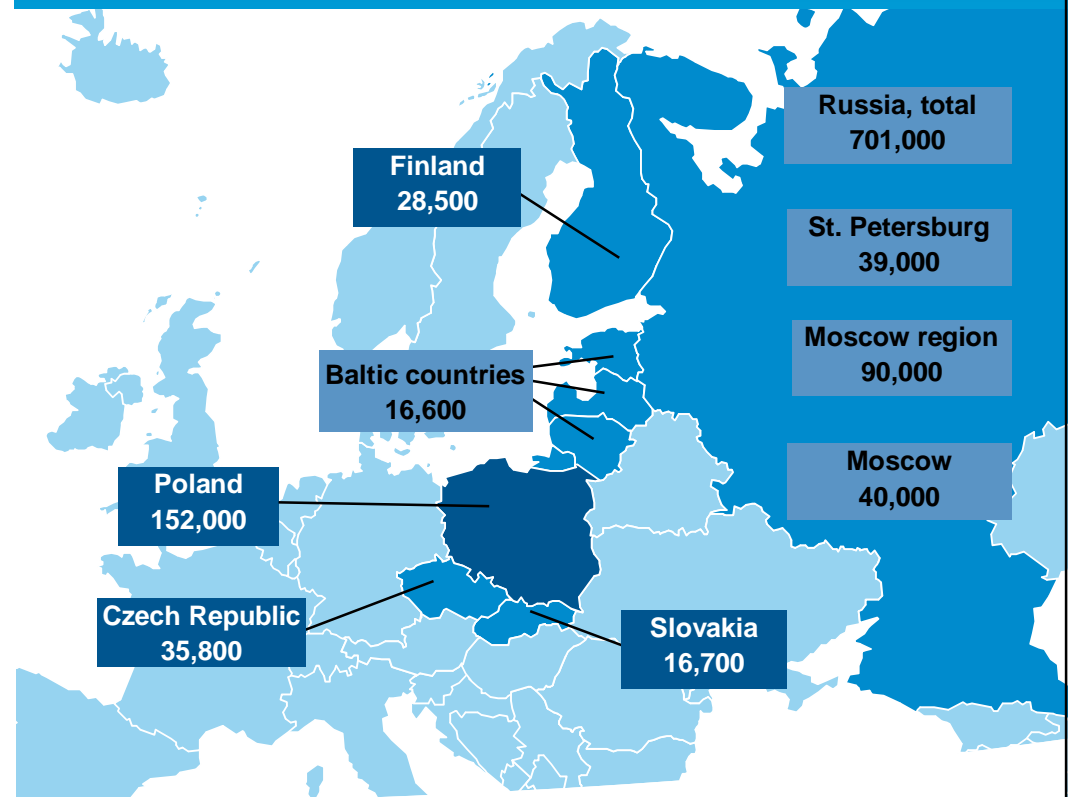 Russia, total
701,000
Finland
28,500
St. Petersburg
39,000
Moscow region
90,000
Baltic countries
16,600
Moscow
40,000
Poland
152,000
Czech Republic
35,800
Slovakia
16,700